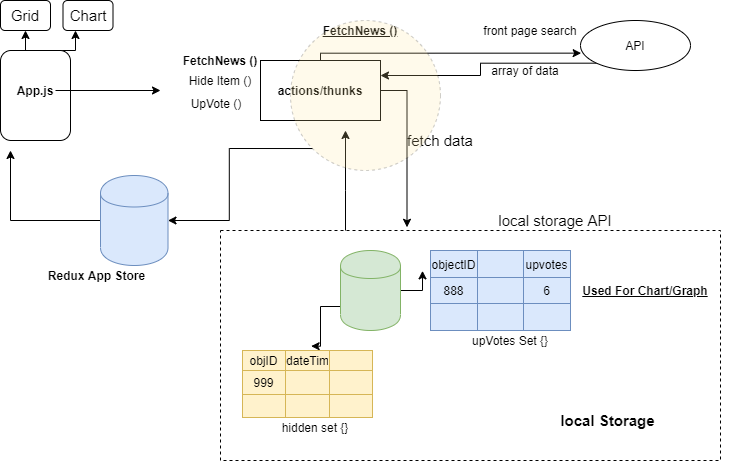 Grid
Chart
App.js
FetchNews ()
Hide Item ()
UpVote ()
FetchNews ()
actions/thunks
front page search
API
array of data
fetch data
Redux App Store
local storage API
objectID upvotes
888 6
Used For Chart/Graph
upVotes Set {}
objID dateTim
999
hidden set {}
local Storage